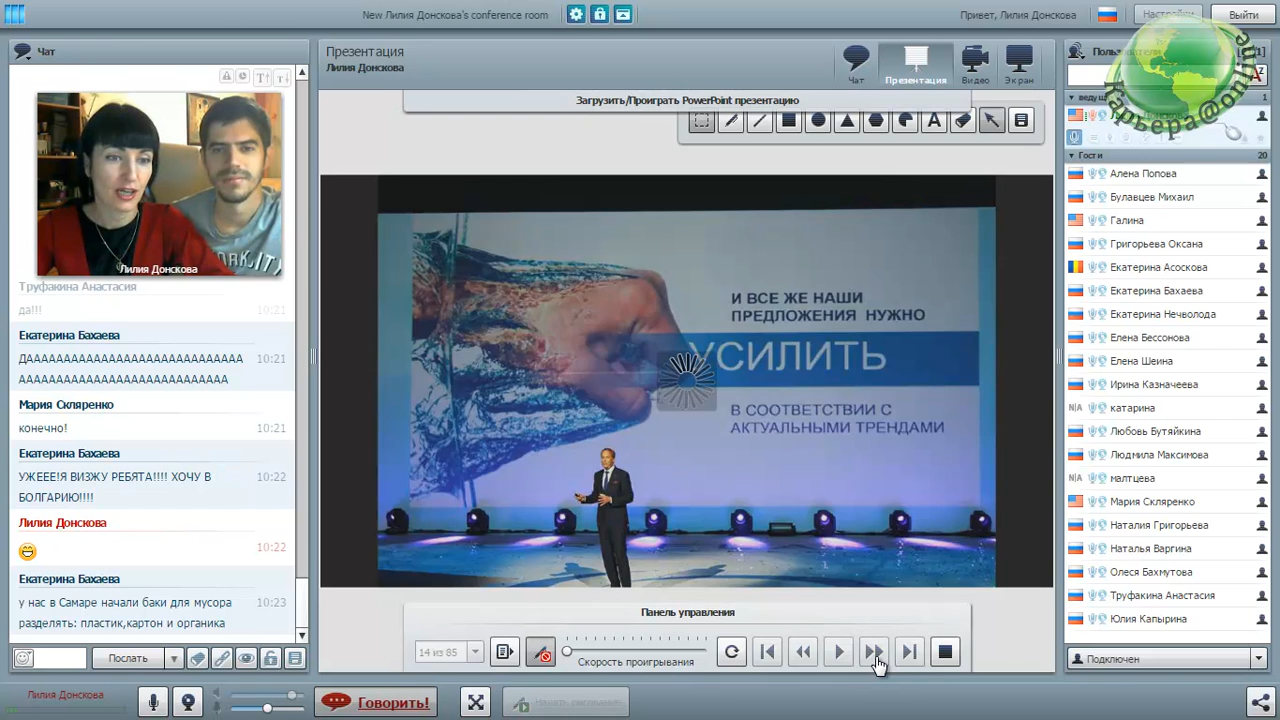 New Лилия Донскова's conference room
Привет, Лилия Донскова
Настройки
Выйти
Чат
Лилия Донскова
Труфакина Анастасия
да!!!
10:21
Екатерина Бахаева
ДАААААААААААААААААААААААААААА
АААААААААААААААААААААААААААА
10:21
Мария Скляренко
конечно!
10:21
Екатерина Бахаева
УЖЕЕЕ!Я ВИЗЖУ РЕБЯТА!!!! ХОЧУ В
БОЛГАРИЮ!!!!
10:22
Лилия Донскова
10:22
Екатерина Бахаева
у нас в Самаре начали баки для мусора
разделять: пластик,картон и органика
10:23
Послать
Презентация
Лилия Донскова
Чат
Презентация
Видео
Экран
Загрузить/Проиграть PowerPoint презентацию
И ВСЕ ЖЕ НАШИ
ПРЕДЛОЖЕНИЯ НУЖНО
УСИЛИТЬ
В СООТВЕТСТВИИ С
АКТУАЛЬНЫМИ ТРЕНДАМИ
Панель управления
14 из 85
Скорость проигрывания
Карьера@online
Гости
20
Алена Попова
Булавцев Михаил
Галина
Григорьева Оксана
Екатерина Асоскова
Екатерина Бахаева
Екатерина Нечволода
Елена Бессонова
Елена Шеина
Ирина Казначеева
N/A катарина
Любовь Бутяйкина
Людмила Максимова
N/A малтцева
Мария Скляренко
Наталия Григорьева
Наталья Варгина
Олеся Бахмутова
Труфакина Анастасия
Юлия Капырина
Подключен
Лилия Донскова
Говорить!